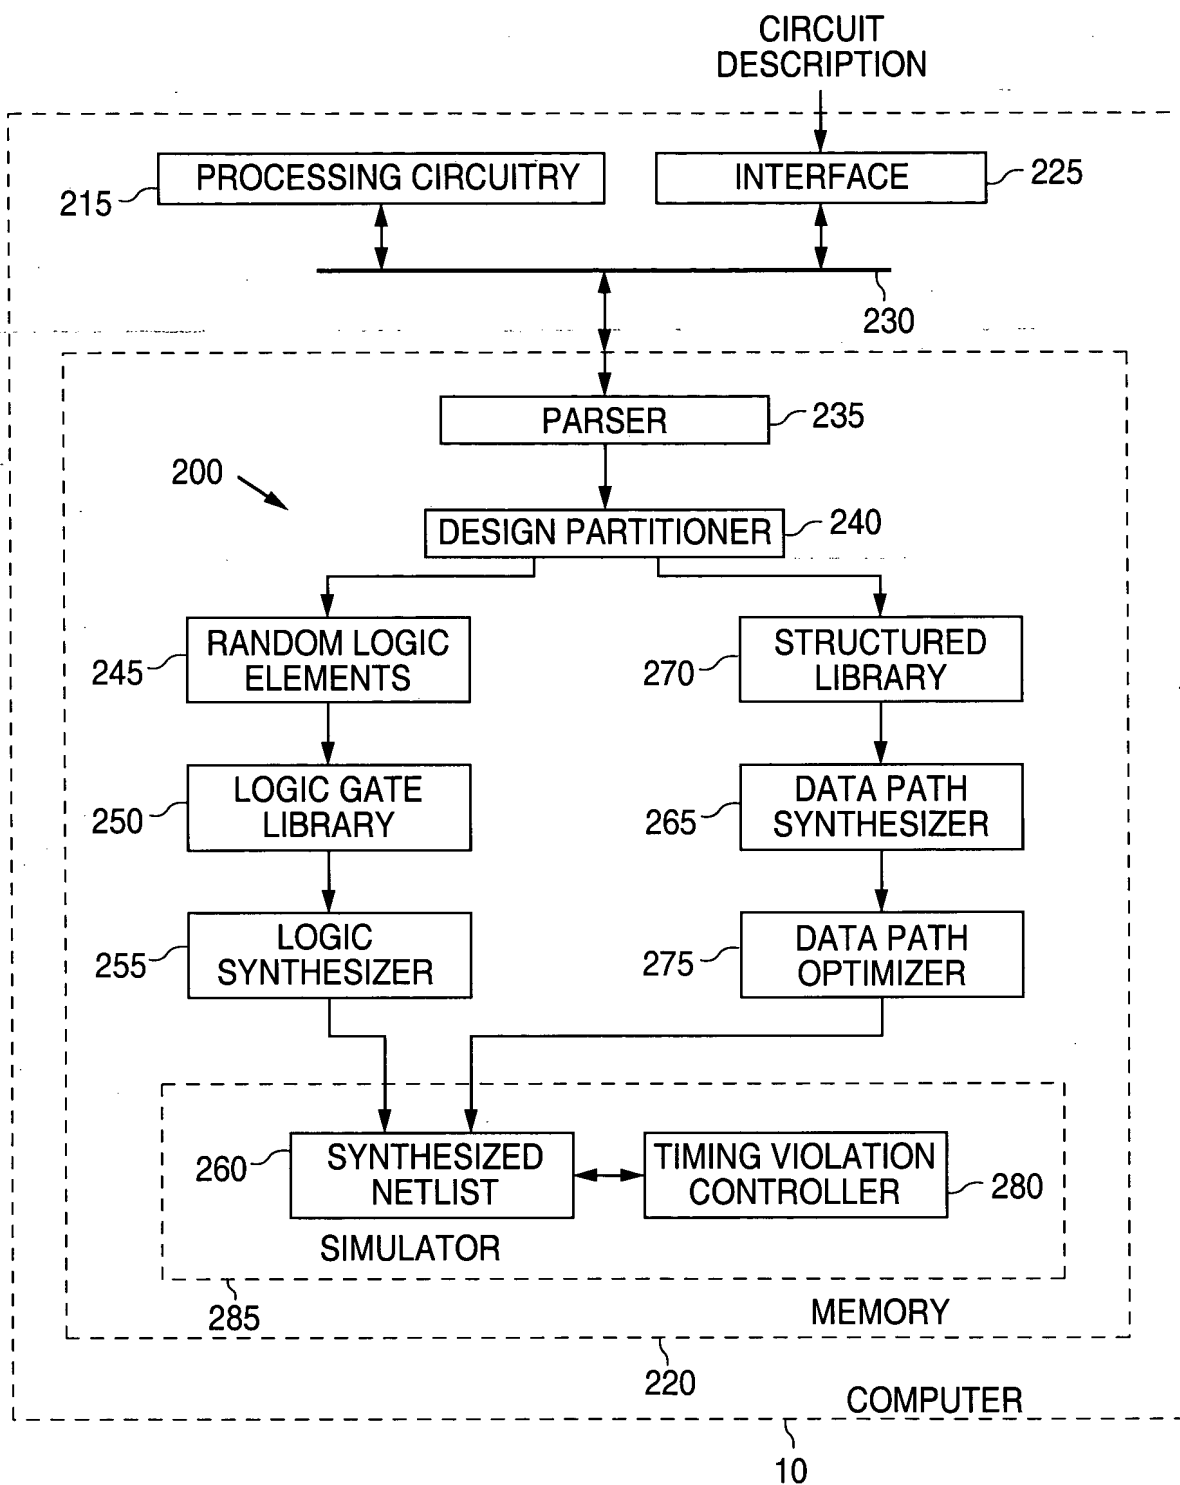 CIRCUIT
DESCRIPTION
PROCESSING CIRCUITRY
INTERFACE
215
225
230
PARSER
235
200
DESIGN PARTITIONER
240
RANDOM LOGIC
ELEMENTS
245
STRUCTURED
LIBRARY
270
LOGIC GATE
LIBRARY
250
DATA PATH
SYNTHESIZER
265
LOGIC
SYNTHESIZER
255
DATA PATH
OPTIMIZER
275
260
SYNTHESIZED
NETLIST
TIMING VIOLATION
CONTROLLER
280
SIMULATOR
285
MEMORY
220
COMPUTER
10